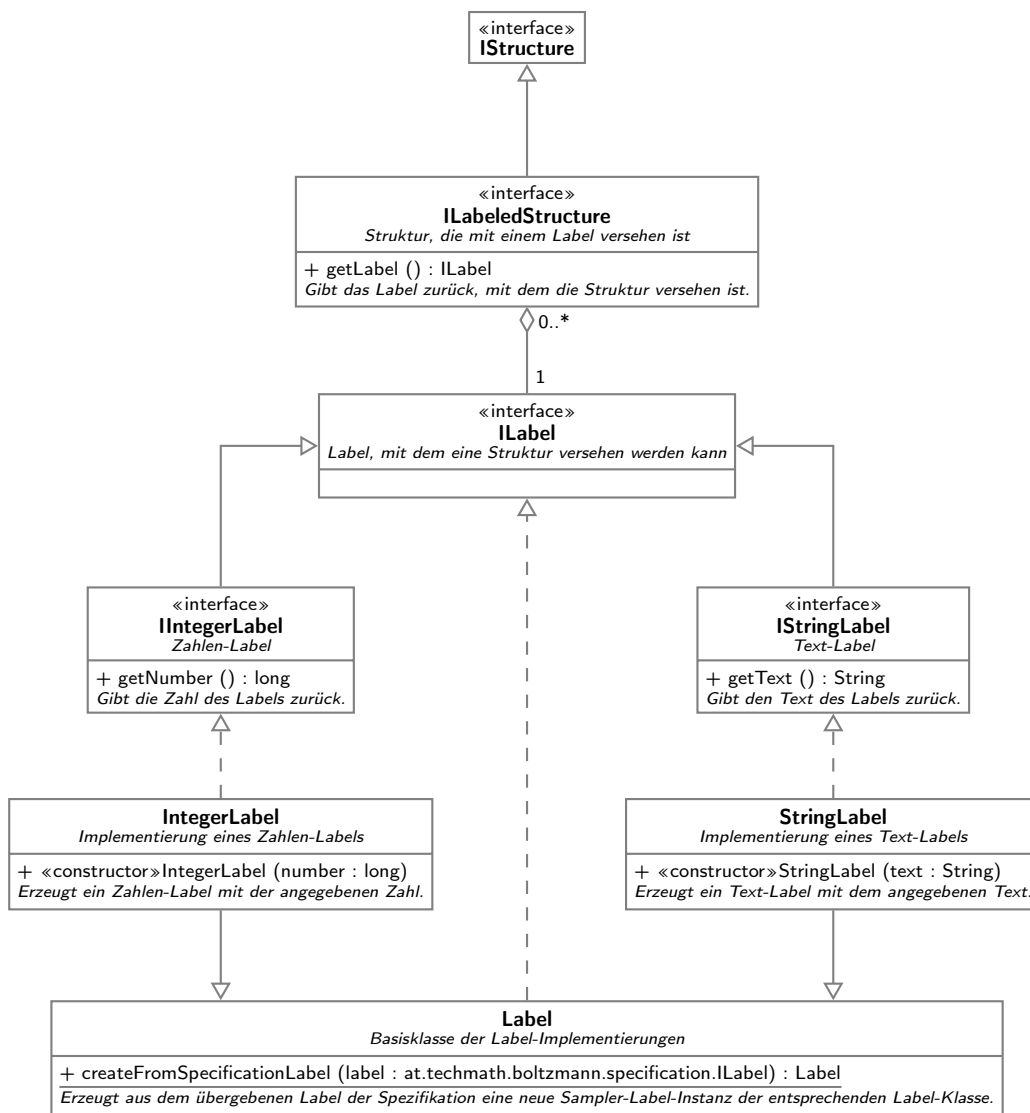 «interface»
IStructure
«interface»
ILabeledStructure
Struktur, die mit einem Label versehen ist
+ getLabel () : ILabel
Gibt das Label zurück, mit dem die Struktur versehen ist.
0..*
1
«interface»
ILabel
Label, mit dem eine Struktur versehen werden kann
«interface»
IIntegerLabel
Zahlen-Label
+ getNumber () : long
Gibt die Zahl des Labels zurück.
«interface»
IStringLabel
Text-Label
+ getText () : String
Gibt den Text des Labels zurück.
IntegerLabel
Implementierung eines Zahlen-Labels
+ «constructor»IntegerLabel (number : long)
Erzeugt ein Zahlen-Label mit der angegebenen Zahl.
StringLabel
Implementierung eines Text-Labels
+ «constructor»StringLabel (text : String)
Erzeugt ein Text-Label mit dem angegebenen Text.
Label
Basisklasse der Label-Implementierungen
+ createFromSpecificationLabel (label : at.techmath.boltzmann.specification.ILabel) : Label
Erzeugt aus dem übergebenen Label der Spezifikation eine neue Sampler-Label-Instanz der entsprechenden Label-Klasse.